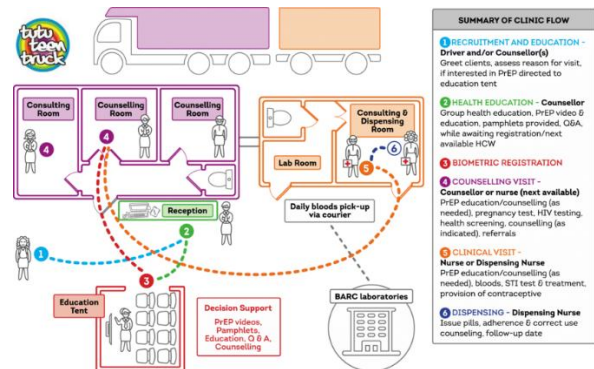 tutu
teen
truck
Consulting
Room
Counselling
Room
Counselling
Room
4
4
Consulting &
Dispensing
Room
6
5
Lab Room
Reception
2
1
3
Daily bloods pick-up
via courier
Education
Tent
Decision Support
PrEP videos,
Pamphlets,
Education, Q & A,
Counselling
BARC laboratories
SUMMARY OF CLINIC FLOW
1 RECRUITMENT AND EDUCATION -
Driver and/or Counsellor(s)
Greet clients, assess reason for visit,
if interested in PrEP directed to
education tent
2 HEALTH EDUCATION - Counsellor
Group health education, PrEP video &
education, pamphlets provided, Q&A,
while awaiting registration/next
available HCW
3 BIOMETRIC REGISTRATION
4 COUNSELLING VISIT -
Counsellor or nurse (next available)
PrEP education/counselling (as
needed), pregnancy test, HIV testing,
health screening, counselling (as
indicated), referrals
5 CLINICAL VISIT -
Nurse or Dispensing Nurse
PrEP education/counselling (as
needed), bloods, STI test & treatment,
provision of contraceptive
6 DISPENSING - Dispensing Nurse
Issue pills, adherence & correct use
counseling, follow-up date